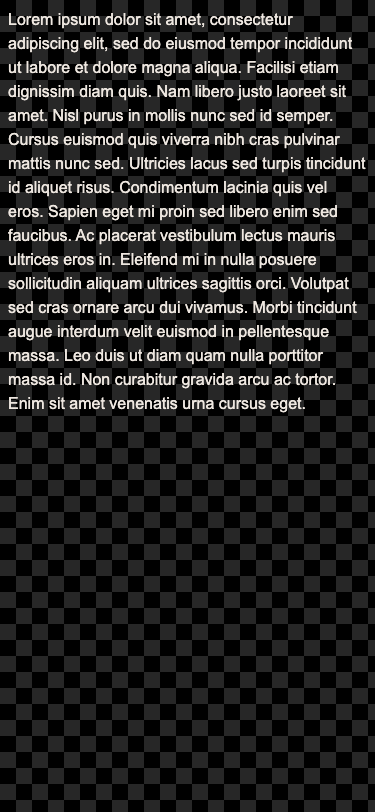 Lorem ipsum dolor sit amet, consectetur
adipiscing elit, sed do eiusmod tempor incididunt
ut labore et dolore magna aliqua. Facilisi etiam
dignissim diam quis. Nam libero justo laoreet sit
amet. Nisl purus in mollis nunc sed id semper.
Cursus euismod quis viverra nibh cras pulvinar
mattis nunc sed. Ultricies lacus sed turpis tincidunt
id aliquet risus. Condimentum lacinia quis vel
eros. Sapien eget mi proin sed libero enim sed
faucibus. Ac placerat vestibulum lectus mauris
ultrices eros in. Eleifend mi in nulla posuere
sollicitudin aliquam ultrices sagittis orci. Volutpat
sed cras ornare arcu dui vivamus. Morbi tincidunt
augue interdum velit euismod in pellentesque
massa. Leo duis ut diam quam nulla porttitor
massa id. Non curabitur gravida arcu ac tortor.
Enim sit amet venenatis urna cursus eget.